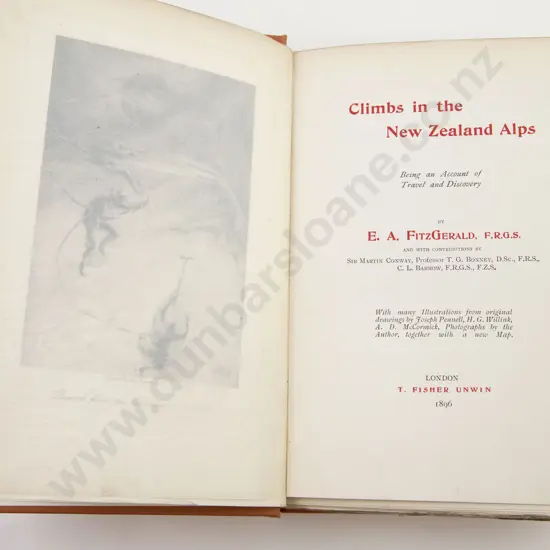 Climbs in the
New Zealand Alps
Being an Account of
Travel and Discovery
BY
E. A. FITZGERALD, F.R.G.S.
AND WITH CONTRIBUTIONS BY
SIR MARTIN CONWAY, PROFESSOR T. G. BONNEY, D.Sc., F.R.S.,
C. L. BARROW, F.R.G.S., F.Z.S.
With many Illustrations from original
drawings by Joseph Pennell, H. G. Willink,
A. D. McCormick, Photographs by the
Author, together with a new Map.
LONDON
T. FISHER UNWIN
1896
www.dunbarsloane.co.nz